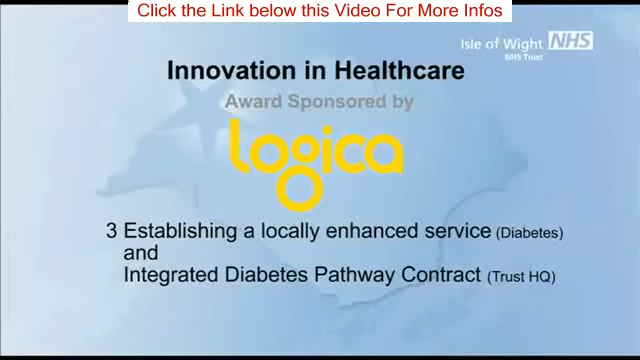 Click the Link below this Video For More Infos
Isle of Wight NHS
NHS Trust
Innovation in Healthcare
Award Sponsored by
logica
3 Establishing a locally enhanced service (Diabetes)
and
Integrated Diabetes Pathway Contract (Trust HQ)